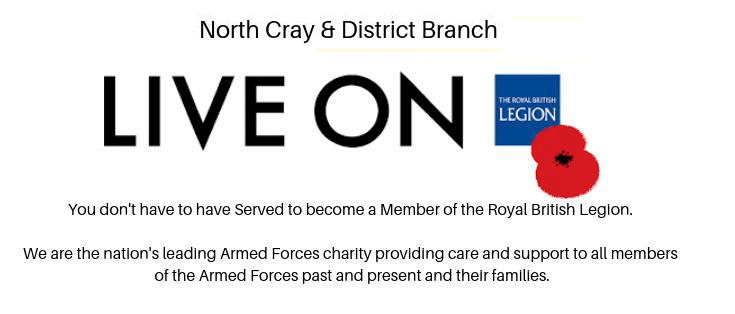 North Cray & District Branch
LIVE ON
THE ROYAL BRITISH
LEGION
You don't have to have Served to become a Member of the Royal British Legion.
We are the nation's leading Armed Forces charity providing care and support to all members
of the Armed Forces past and present and their families.